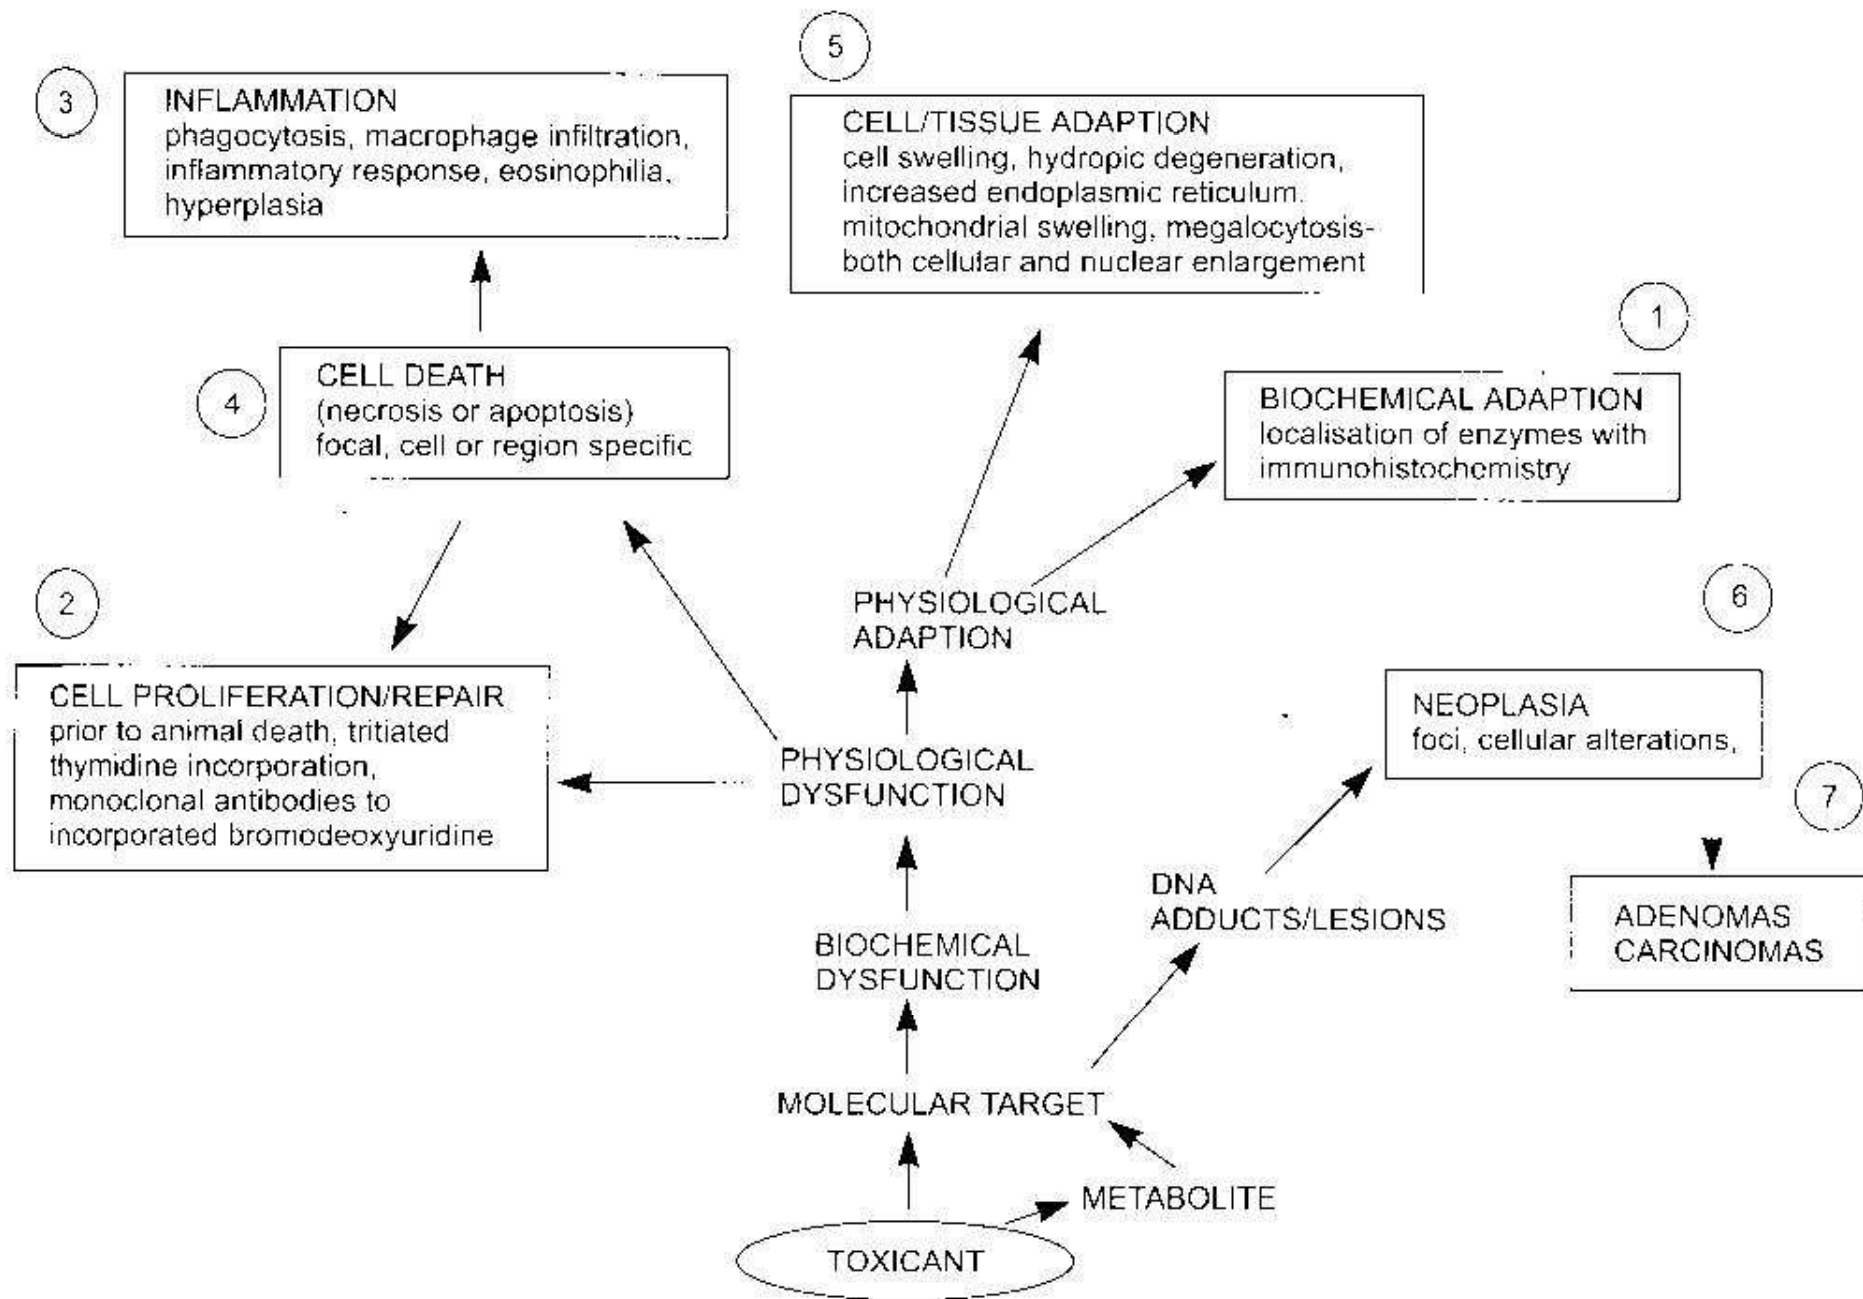 5
3
INFLAMMATION
phagocytosis, macrophage infiltration,
inflammatory response, eosinophilia,
hyperplasia
CELL/TISSUE ADAPTION
cell swelling, hydropic degeneration,
increased endoplasmic reticulum.
mitochondrial swelling, megalocytosis-
both cellular and nuclear enlargement
1
4
CELL DEATH
(necrosis or apoptosis)
focal, cell or region specific
BIOCHEMICAL ADAPTION
localisation of enzymes with
immunohistochemistry
2
PHYSIOLOGICAL
ADAPTION
6
CELL PROLIFERATION/REPAIR
prior to animal death, tritiated
thymidine incorporation,
monoclonal antibodies to
incorporated bromodeoxyuridine
NEOPLASIA
foci, cellular alterations,
PHYSIOLOGICAL
DYSFUNCTION
7
DNA
ADDUCTS/LESIONS
ADENOMAS
CARCINOMAS
BIOCHEMICAL
DYSFUNCTION
MOLECULAR TARGET
METABOLITE
TOXICANT